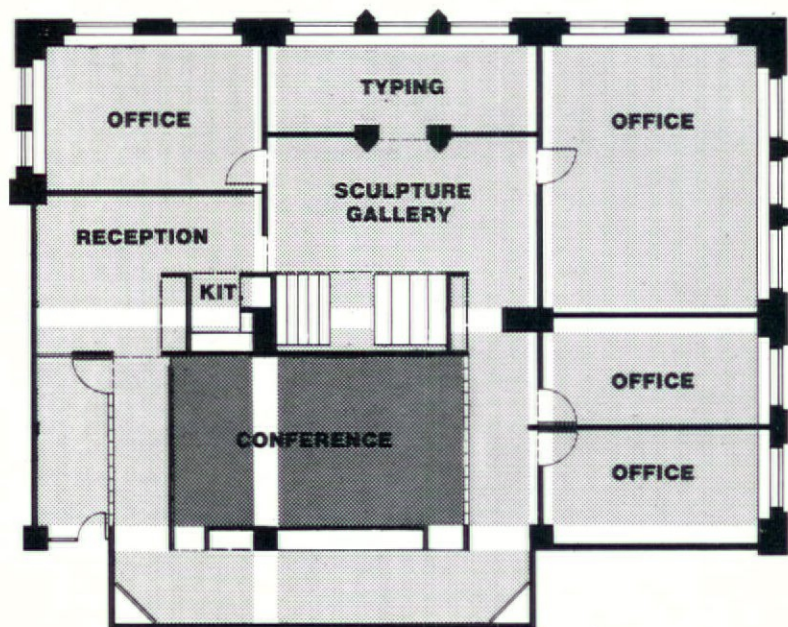 TYPING
OFFICE
OFFICE
SCULPTURE
GALLERY
RECEPTION
KIT.
OFFICE
CONFERENCE
OFFICE